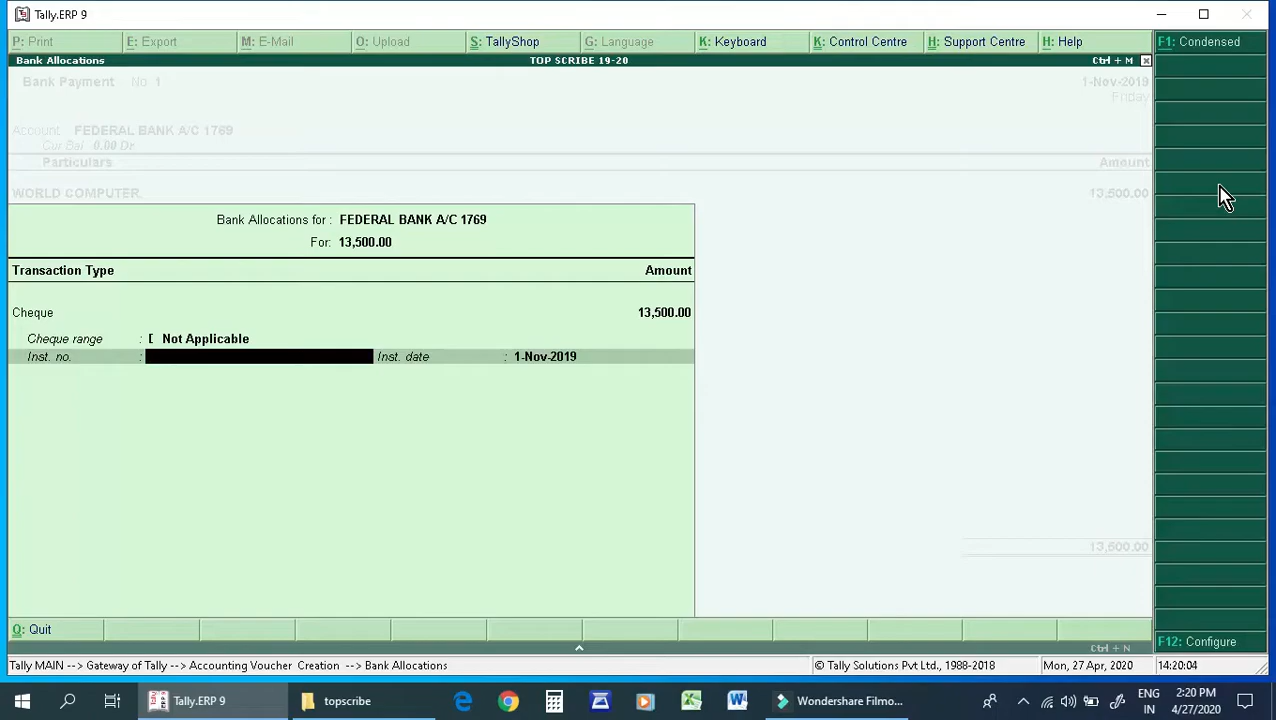 Tally.ERP 9
P: Print E: Export M: E-Mail O: Upload S: TallyShop G: Language K: Keyboard K: Control Centre H: Support Centre H: Help F1: Condensed
Bank Allocations TOP SCRIBE 19-20 Ctrl + M
Bank Payment No. 1 1-Nov-2019
Friday
Account FEDERAL BANK A/C 1769
Cur Bal 0.00 Dr
Particulars Amount
WORLD COMPUTER 13,500.00
Bank Allocations for : FEDERAL BANK A/C 1769
For: 13,500.00
Transaction Type Amount
Cheque 13,500.00
Cheque range : [ Not Applicable
Inst. no. : Inst. date : 1-Nov-2019
13,500.00
Q: Quit F12: Configure
Ctrl + N
Tally MAIN --> Gateway of Tally --> Accounting Voucher Creation --> Bank Allocations © Tally Solutions Pvt Ltd., 1988-2018 Mon, 27 Apr, 2020 14:20:04
Tally.ERP 9 topscribe Wondershare Filmo... ENG IN 2:20 PM 4/27/2020